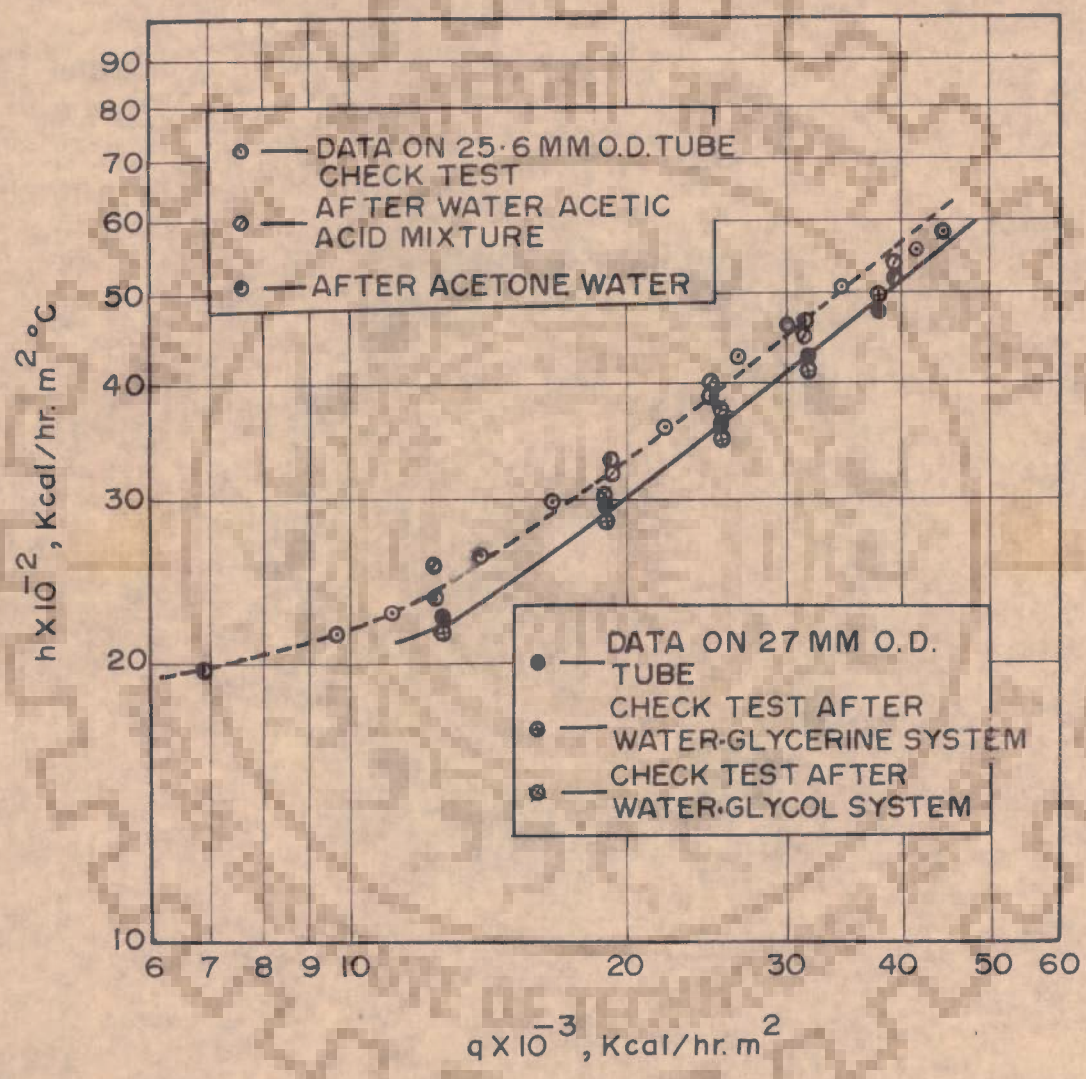 90
80
70
60
50
40
30
20
10
h X 10⁻², Kcal/hr. m² °C
DATA ON 25·6 MM O.D. TUBE
CHECK TEST
AFTER WATER ACETIC
ACID MIXTURE
AFTER ACETONE WATER
DATA ON 27 MM O.D.
TUBE
CHECK TEST AFTER
WATER-GLYCERINE SYSTEM
CHECK TEST AFTER
WATER-GLYCOL SYSTEM
6 7 8 9 10 20 30 40 50 60
q X 10⁻³, Kcal/hr. m²